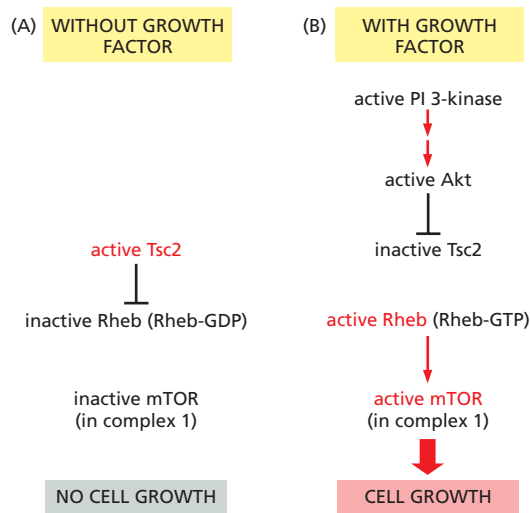 (A) WITHOUT GROWTH
FACTOR
active Tsc2
inactive Rheb (Rheb-GDP)
inactive mTOR
(in complex 1)
NO CELL GROWTH
(B) WITH GROWTH
FACTOR
active PI 3-kinase
active Akt
inactive Tsc2
active Rheb (Rheb-GTP)
active mTOR
(in complex 1)
CELL GROWTH